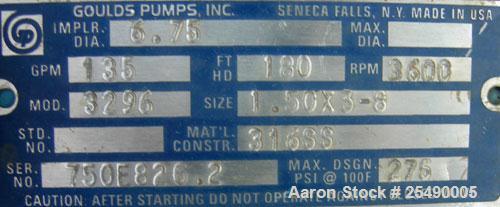 GOULDS PUMPS, INC. SENECA FALLS, N.Y. MADE IN USA
IMPLR. DIA. 6.75 MAX. DIA.
GPM 135 FT HD 180 RPM 3600
MOD. 3296 SIZE 1.50X3-8
STD. NO. MAT'L. CONSTR. 316SS
SER. NO. 750E826.2 MAX. DSGN. PSI @ 100F 275
Aaron Stock # 25490005
CAUTION: AFTER STARTING DO NOT OPERATE